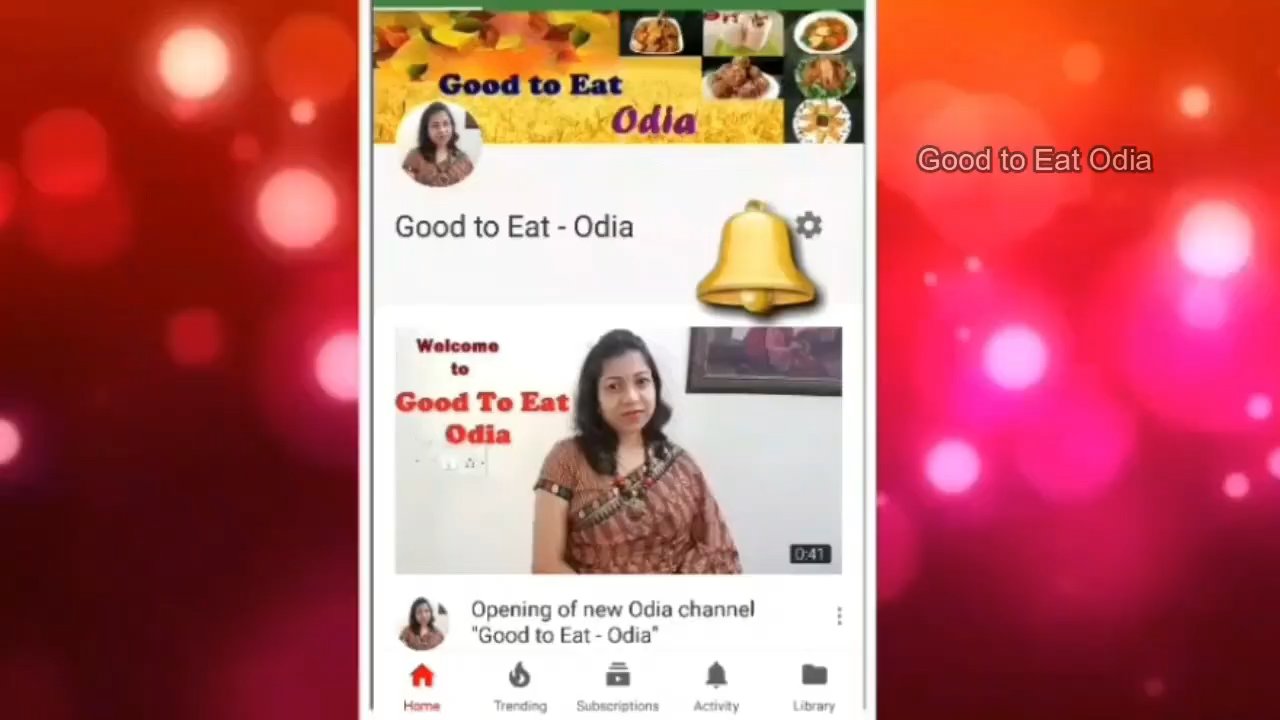 Good to Eat
Odia
Good to Eat Odia
Good to Eat - Odia
Welcome
to
Good To Eat
Odia
0:41
Opening of new Odia channel
"Good to Eat - Odia"
Home
Trending
Subscriptions
Activity
Library